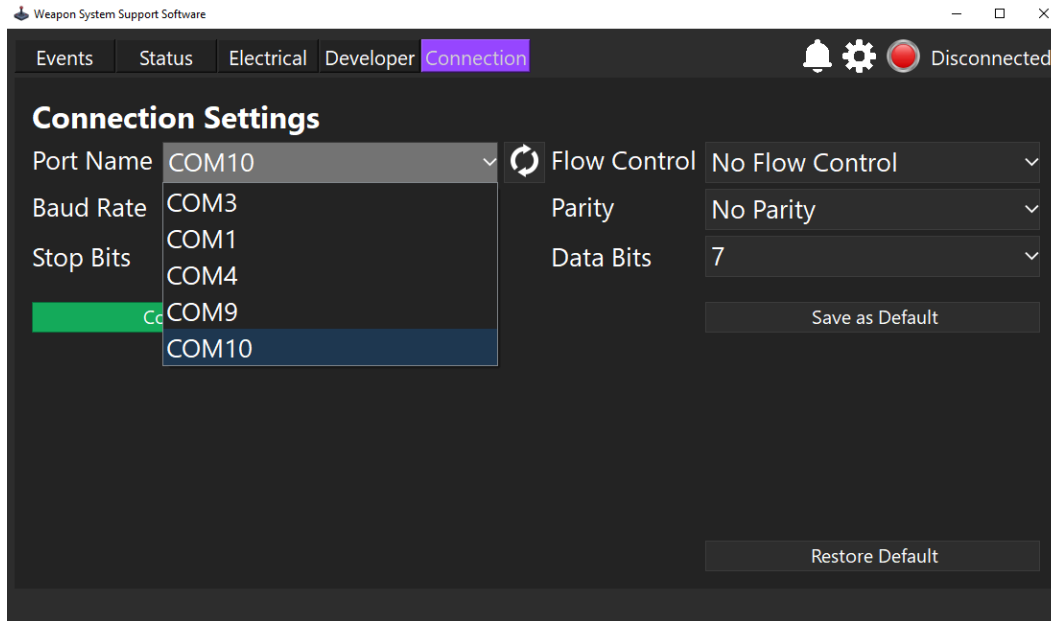 Weapon System Support Software
Events Status Electrical Developer Connection Disconnected
Connection Settings
Port Name COM10 Flow Control No Flow Control
COM3
Baud Rate Parity No Parity
COM1
Stop Bits Data Bits 7
COM4
COM9 Save as Default
COM10
Restore Default